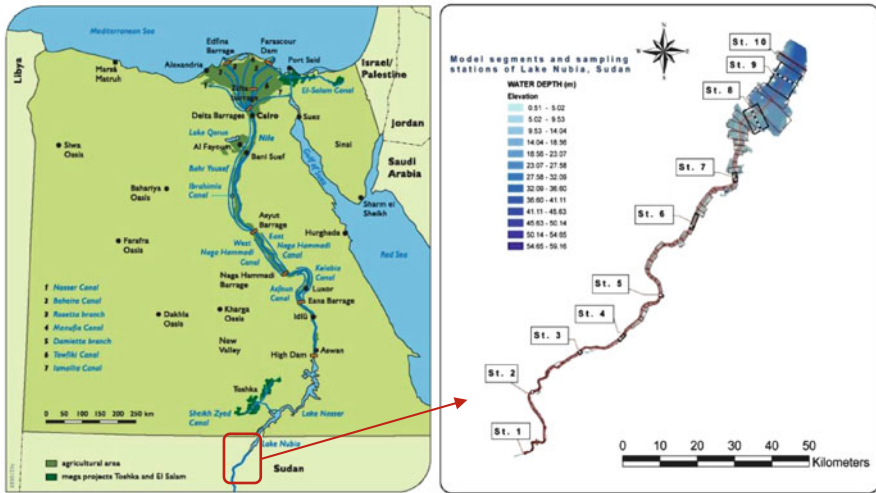 Mediterranean Sea
Libya
Marsa
Matruh
Alexandria
Edfina
Barrage
Farascour
Dam
Port Said
Israel/
Palestine
El-Salam Canal
Delta
Barrage
Delta Barrages
Cairo
Suez
Jordan
Lake Qarun
Nile
Al Fayoum
Bani Suef
Sinai
Gulf of Suez
Saudi
Arabia
Siwa
Oasis
Bahr Yousef
Ibrahimia
Canal
Bahariya
Oasis
Sharm el
Sheikh
Assyut
Barrage
Hurghada
Farafra
Oasis
West
Naga Hammadi
Canal
East
Naga Hammadi
Canal
Red Sea
Naga Hammadi
Barrage
Kelabia
Canal
Asfoun
Canal
Luxor
Esna Barrage
1 Nasser Canal
2 Beheira Canal
3 Rosetta branch
4 Monufia Canal
5 Damietta branch
6 Tawfiki Canal
7 Ismailia Canal
Dakhla
Oasis
Kharga
Oasis
Idfû
New
Valley
High Dam
Aswan
Toshka
0 50 100 150 200 250 km
Sheikh Zyed
Canal
Lake Nasser
Lake Nubia
Sudan
agricultural area
mega projects Toshka and El Salam
N
Model segments and sampling
stations of Lake Nubia, Sudan
WATER DEPTH (m)
Elevation
0.51 - 5.02
5.02 - 9.53
9.53 - 14.04
14.04 - 18.56
18.56 - 23.07
23.07 - 27.58
27.58 - 32.09
32.09 - 36.60
36.60 - 41.11
41.11 - 45.63
45.63 - 50.14
50.14 - 54.65
54.65 - 59.16
St. 10
St. 9
St. 8
St. 7
St. 6
St. 5
St. 4
St. 3
St. 2
St. 1
0 10 20 30 40 50
Kilometers